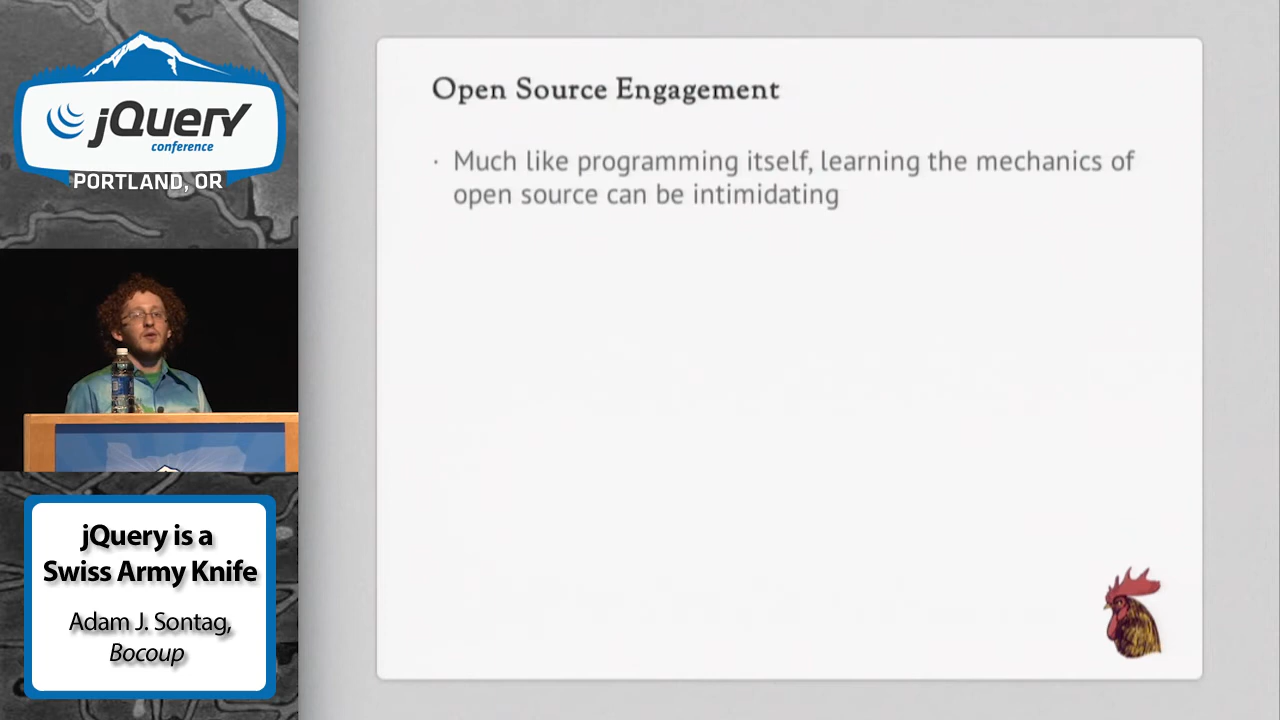 jQuery
conference
PORTLAND, OR
jQuery is a
Swiss Army Knife
Adam J. Sontag,
Bocoup
Open Source Engagement
· Much like programming itself, learning the mechanics of
open source can be intimidating